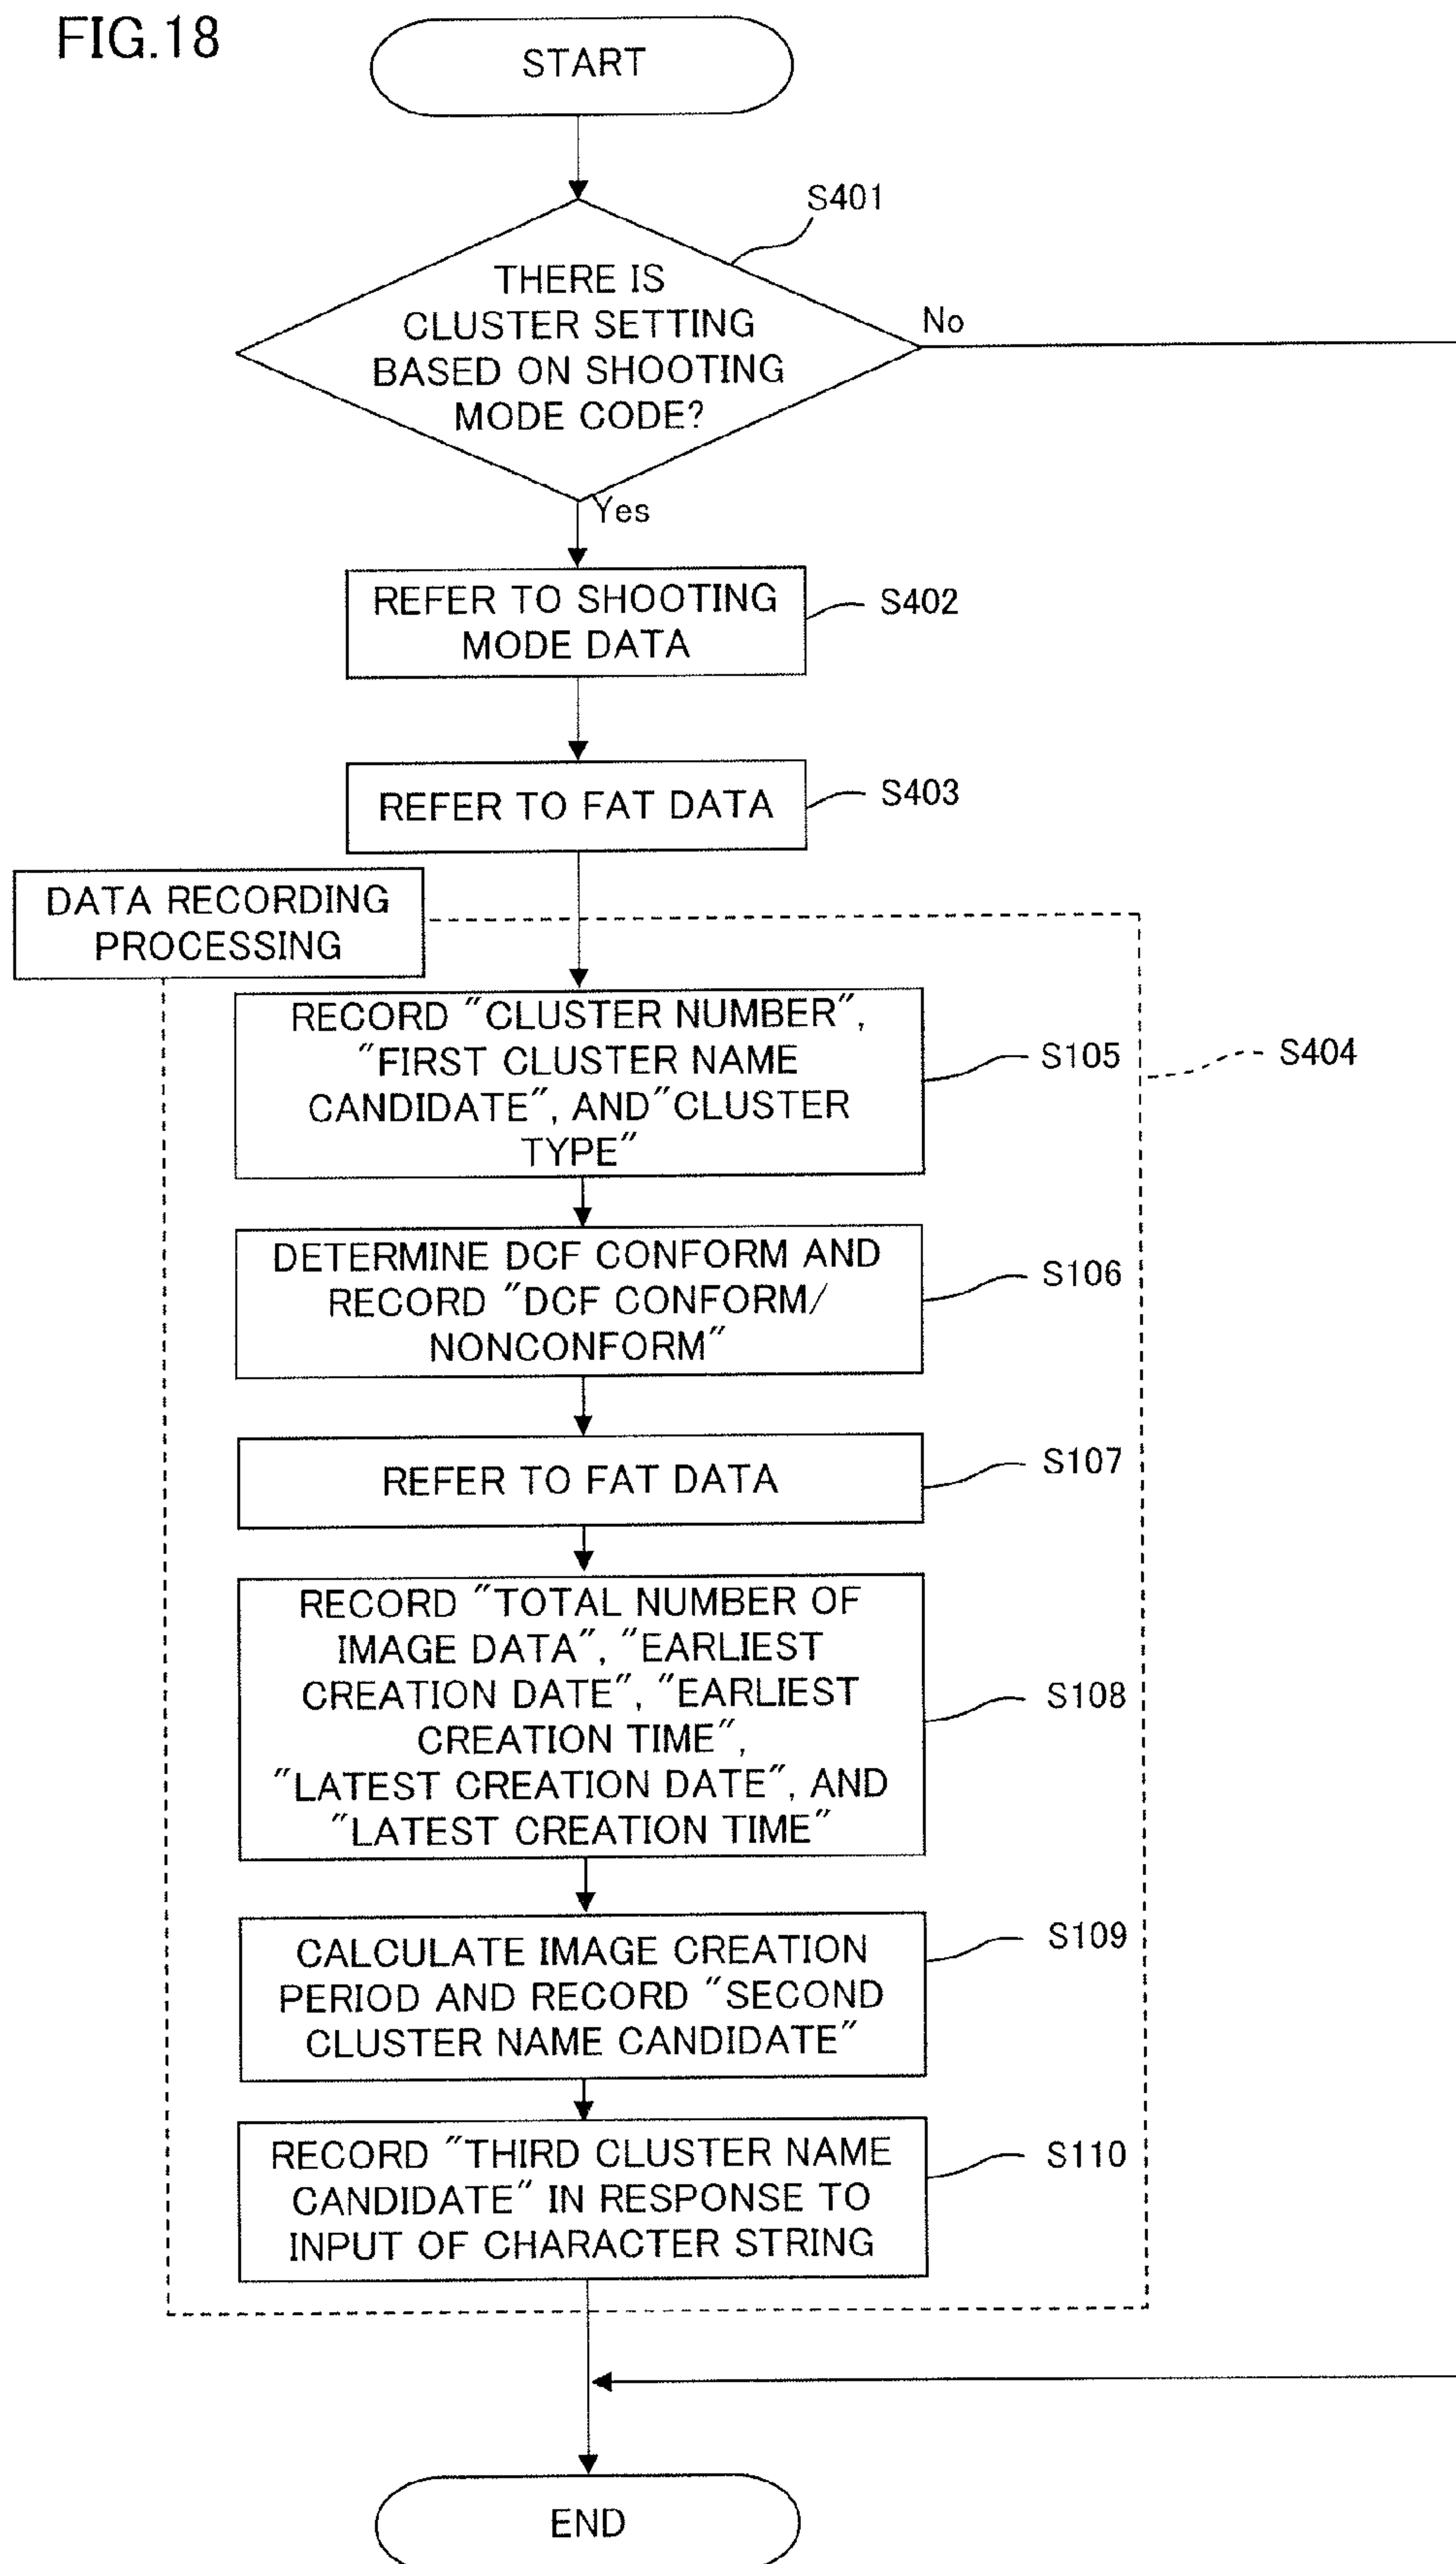 FIG.18
START
S401
THERE IS
CLUSTER SETTING
BASED ON SHOOTING
MODE CODE?
No
Yes
REFER TO SHOOTING
MODE DATA
S402
REFER TO FAT DATA
S403
DATA RECORDING
PROCESSING
RECORD "CLUSTER NUMBER",
"FIRST CLUSTER NAME
CANDIDATE", AND"CLUSTER
TYPE"
S105
S404
DETERMINE DCF CONFORM AND
RECORD "DCF CONFORM/
NONCONFORM"
S106
REFER TO FAT DATA
S107
RECORD "TOTAL NUMBER OF
IMAGE DATA", "EARLIEST
CREATION DATE", "EARLIEST
CREATION TIME",
"LATEST CREATION DATE", AND
"LATEST CREATION TIME"
S108
CALCULATE IMAGE CREATION
PERIOD AND RECORD "SECOND
CLUSTER NAME CANDIDATE"
S109
RECORD "THIRD CLUSTER NAME
CANDIDATE" IN RESPONSE TO
INPUT OF CHARACTER STRING
S110
END